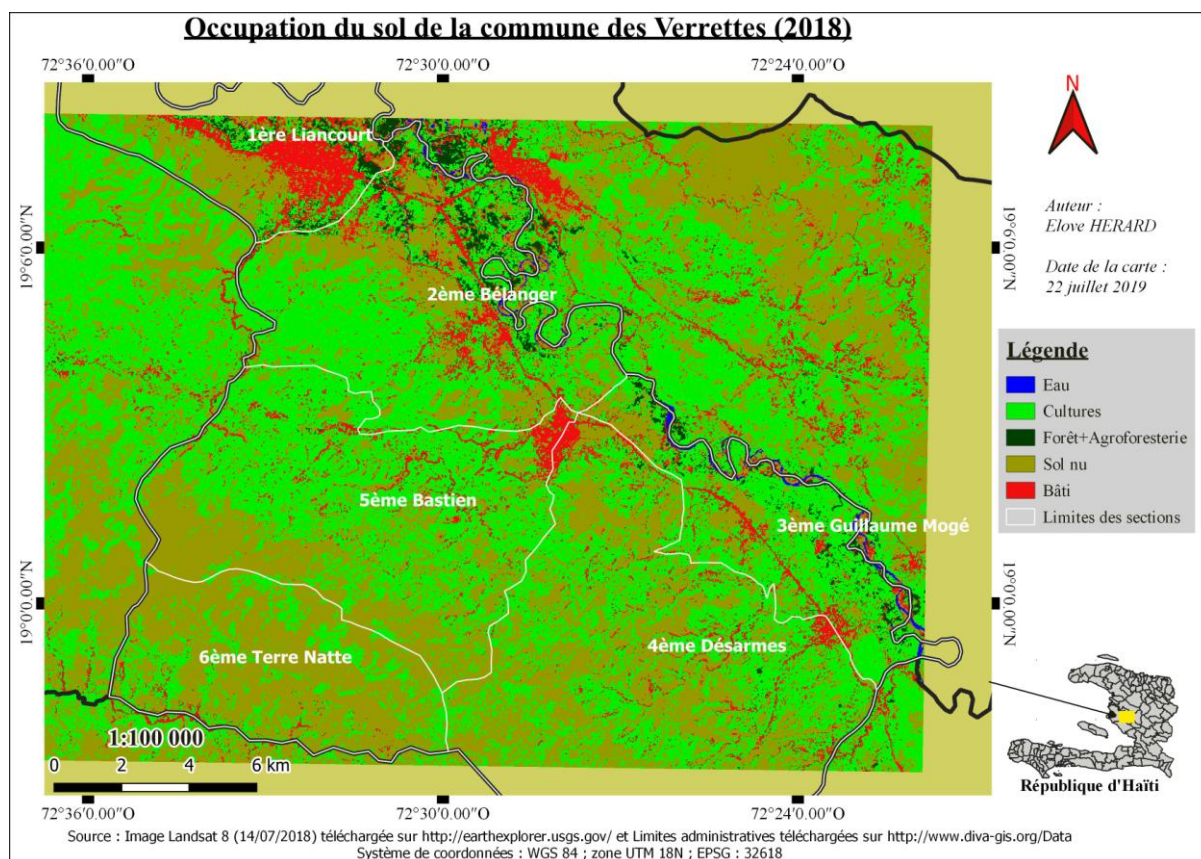 Occupation du sol de la commune des Verrettes (2018)
72°36'0.00"O
72°30'0.00"O
72°24'0.00"O
N
1ère Liancourt
Auteur :
Elove HERARD
19°6'0.00"N
19°6'0.00"N
Date de la carte :
22 juillet 2019
2ème Bélanger
Légende
Eau
Cultures
Forêt+Agroforesterie
Sol nu
Bâti
Limites des sections
5ème Bastien
3ème Guillaume Mogé
19°0'0.00"N
19°0'0.00"N
4ème Désarmes
6ème Terre Natte
1:100 000
0 2 4 6 km
République d'Haïti
72°36'0.00"O
72°30'0.00"O
72°24'0.00"O
Source : Image Landsat 8 (14/07/2018) téléchargée sur http://earthexplorer.usgs.gov/ et Limites administratives téléchargées sur http://www.diva-gis.org/Data
Système de coordonnées : WGS 84 ; zone UTM 18N ; EPSG : 32618